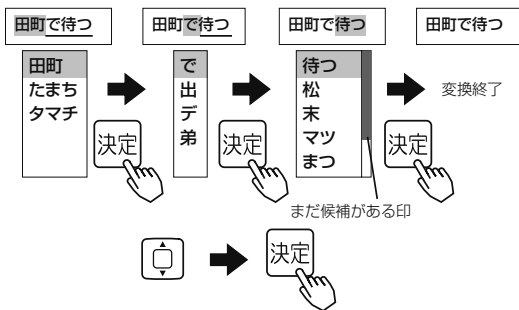 田町で待つ
田町で待つ
田町で待つ
田町で待つ
田町
たまち
タマチ
決定
で
出
デ
弟
決定
待つ
松
末
マツ
まつ
決定
変換終了
まだ候補がある印
決定